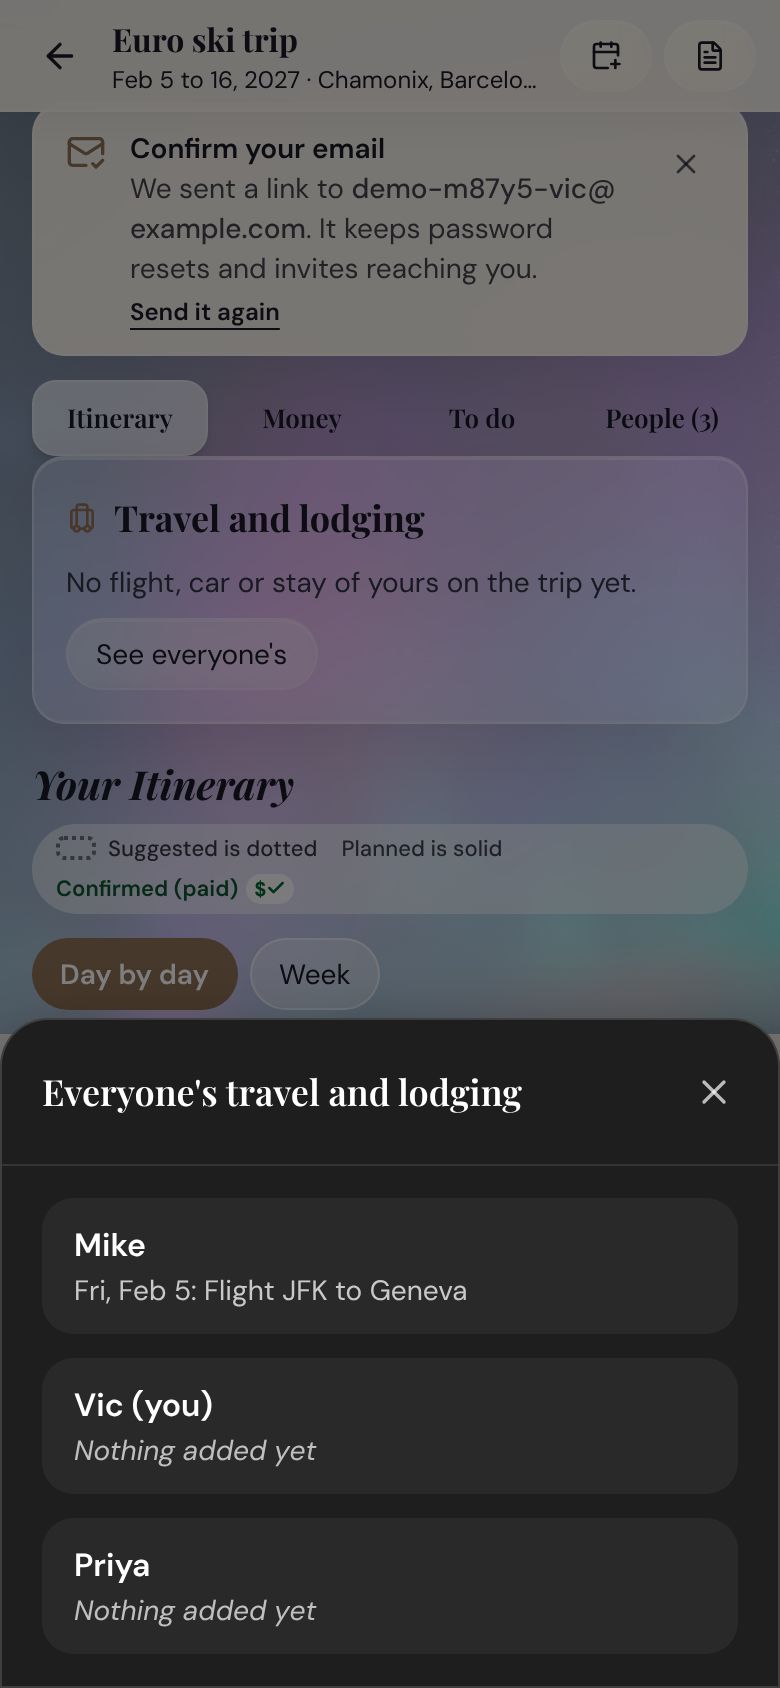 Euro ski trip
Feb 5 to 16, 2027 · Chamonix, Barcelo...
Confirm your email
We sent a link to demo-m87y5-vic@
example.com. It keeps password
resets and invites reaching you.
Send it again
Itinerary Money To do People (3)
Travel and lodging
No flight, car or stay of yours on the trip yet.
See everyone's
Your Itinerary
Suggested is dotted Planned is solid
Confirmed (paid) $✓
Day by day Week
Everyone's travel and lodging
Mike
Fri, Feb 5: Flight JFK to Geneva
Vic (you)
Nothing added yet
Priya
Nothing added yet